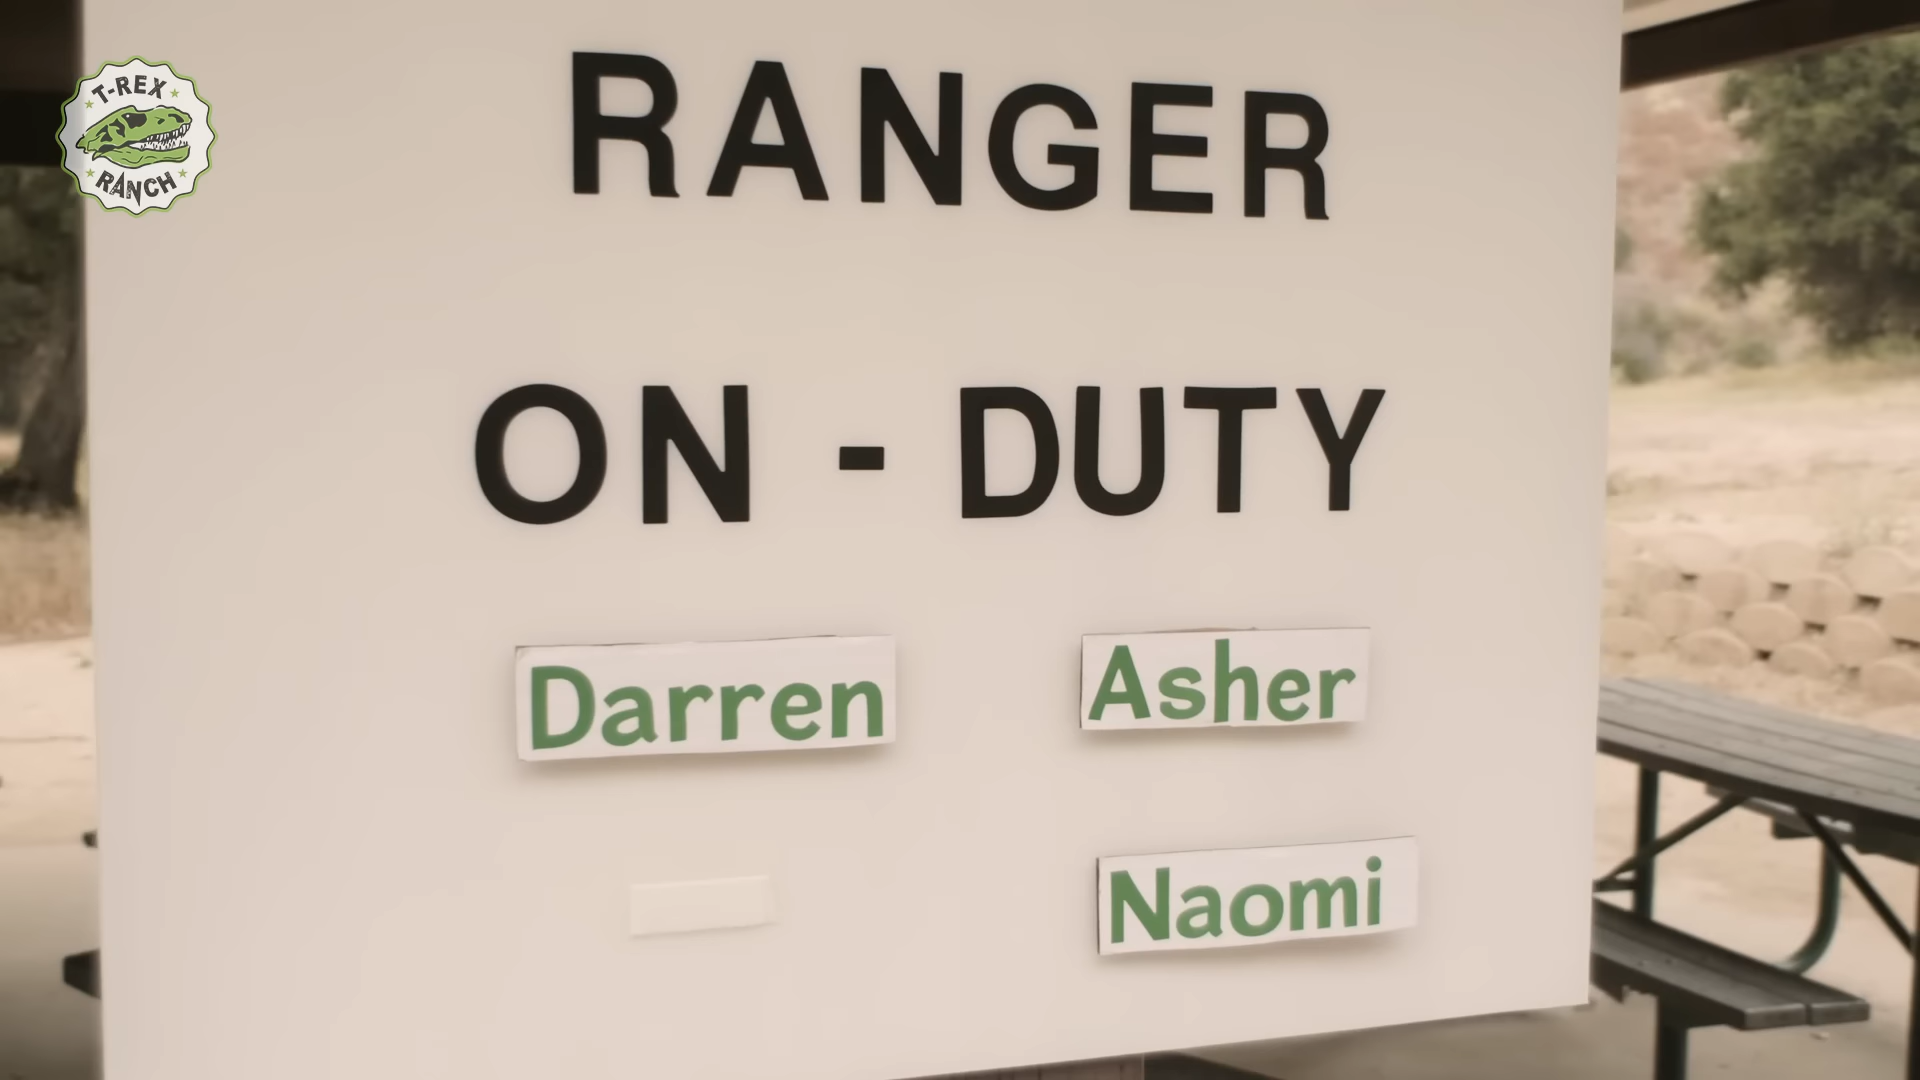 T-REX
RANCH
RANGER
ON - DUTY
Darren
Asher
Naomi